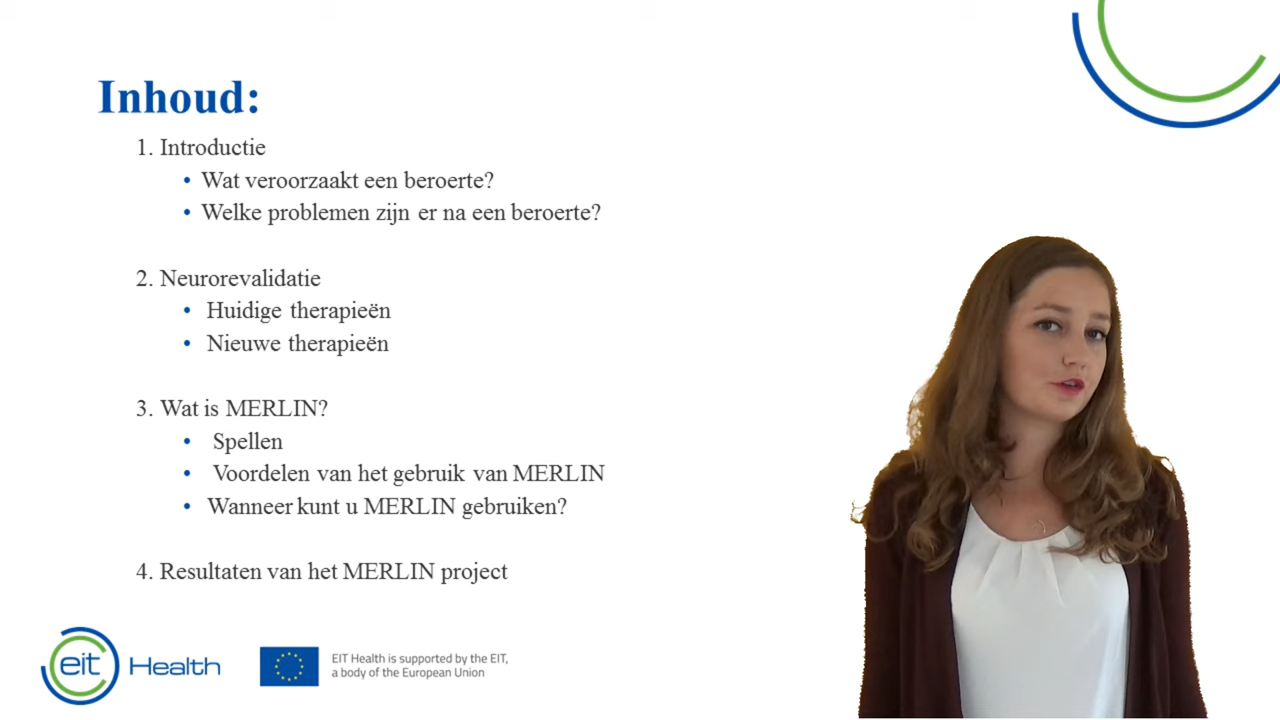 Inhoud:
1. Introductie
• Wat veroorzaakt een beroerte?
• Welke problemen zijn er na een beroerte?
2. Neurorevalidatie
• Huidige therapieën
• Nieuwe therapieën
3. Wat is MERLIN?
• Spellen
• Voordelen van het gebruik van MERLIN
• Wanneer kunt u MERLIN gebruiken?
4. Resultaten van het MERLIN project
eit Health
EIT Health is supported by the EIT,
a body of the European Union